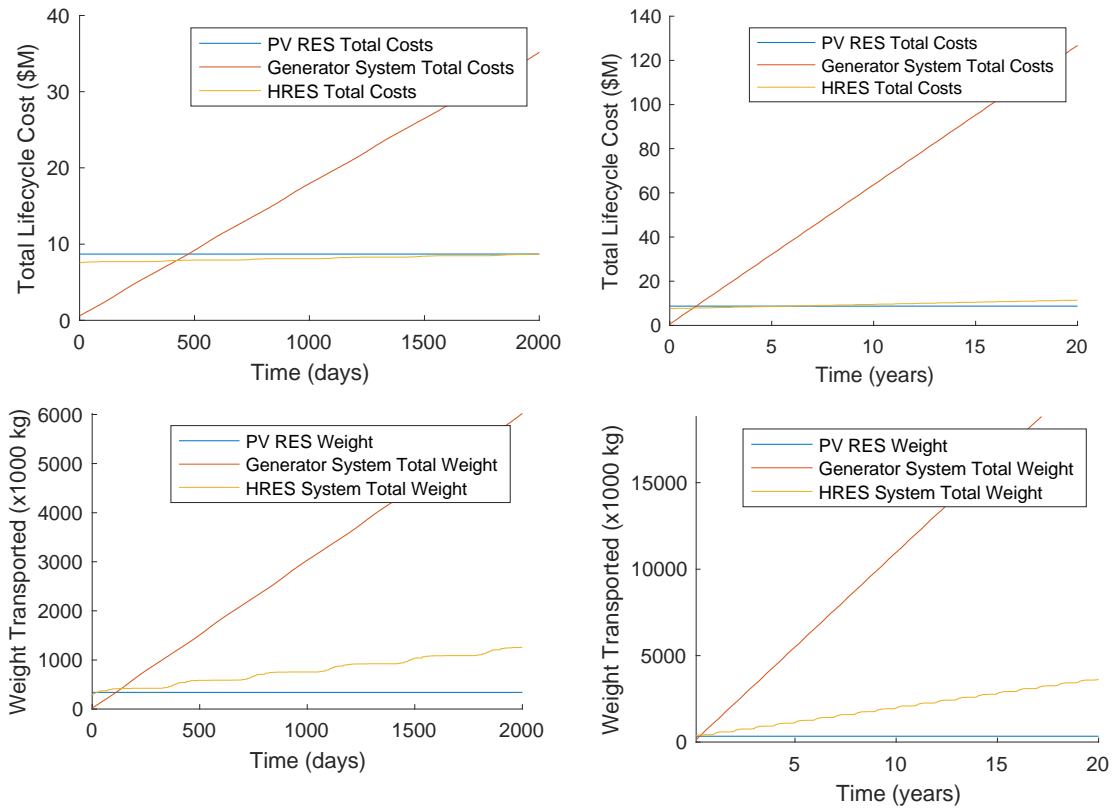 40
30
20
10
0
0
500
1000
1500
2000
Total Lifecycle Cost ($M)
Time (days)
PV RES Total Costs
Generator System Total Costs
HRES Total Costs
140
120
100
80
60
40
20
0
0
5
10
15
20
Total Lifecycle Cost ($M)
Time (years)
PV RES Total Costs
Generator System Total Costs
HRES Total Costs
6000
5000
4000
3000
2000
1000
0
0
500
1000
1500
2000
Weight Transported (x1000 kg)
Time (days)
PV RES Weight
Generator System Total Weight
HRES System Total Weight
15000
10000
5000
0
5
10
15
20
Weight Transported (x1000 kg)
Time (years)
PV RES Weight
Generator System Total Weight
HRES System Total Weight